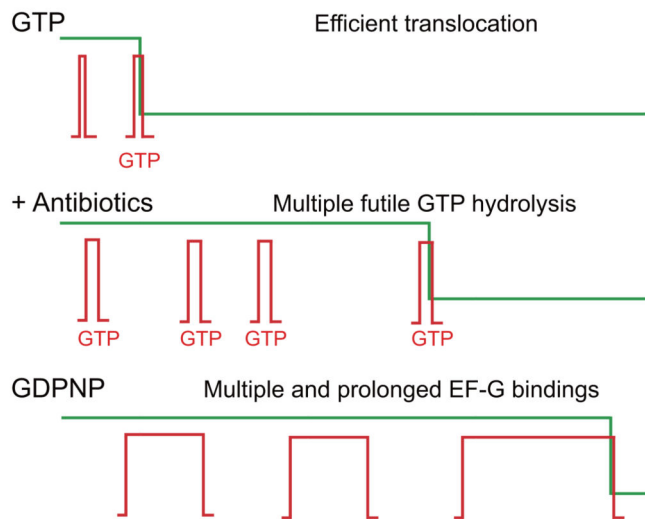 GTP Efficient translocation
GTP
+ Antibiotics Multiple futile GTP hydrolysis
GTP GTP GTP GTP
GDPNP Multiple and prolonged EF-G bindings